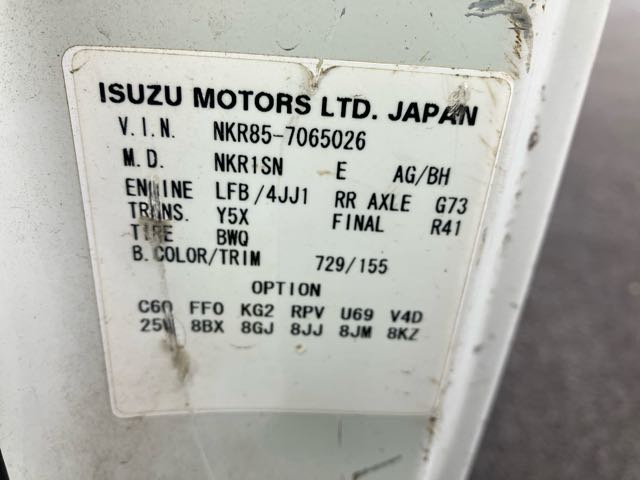 ISUZU MOTORS LTD. JAPAN
V.I.N. NKR85-7065026
M.D. NKR1SN E AG/BH
ENGINE LFB/4JJ1 RR AXLE G73
TRANS. Y5X FINAL R41
TIRE BWQ
B.COLOR/TRIM 729/155
OPTION
C60 FF0 KG2 RPV U69 V4D
25W 8BX 8GJ 8JJ 8JM 8KZ